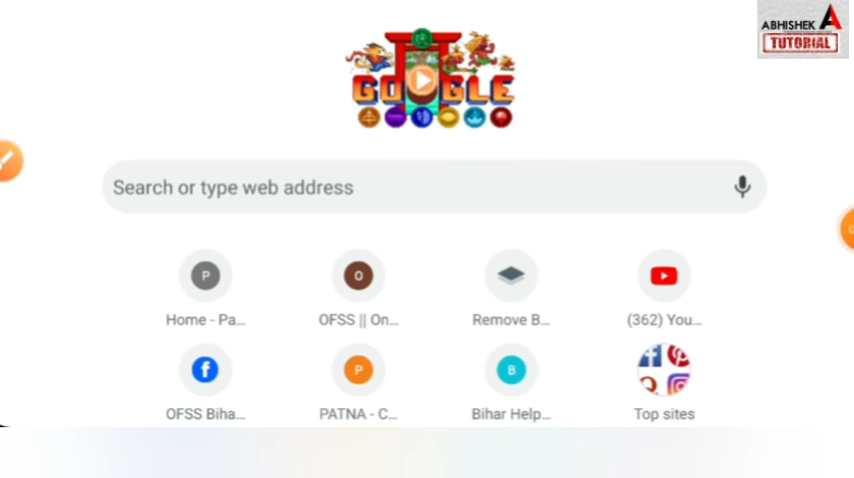 ABHISHEK A
TUTORIAL
GOOGLE
Search or type web address
P
O
Home - Pa...
OFSS || On...
Remove B...
(362) You...
f
P
B
OFSS Biha...
PATNA - C...
Bihar Help...
Top sites